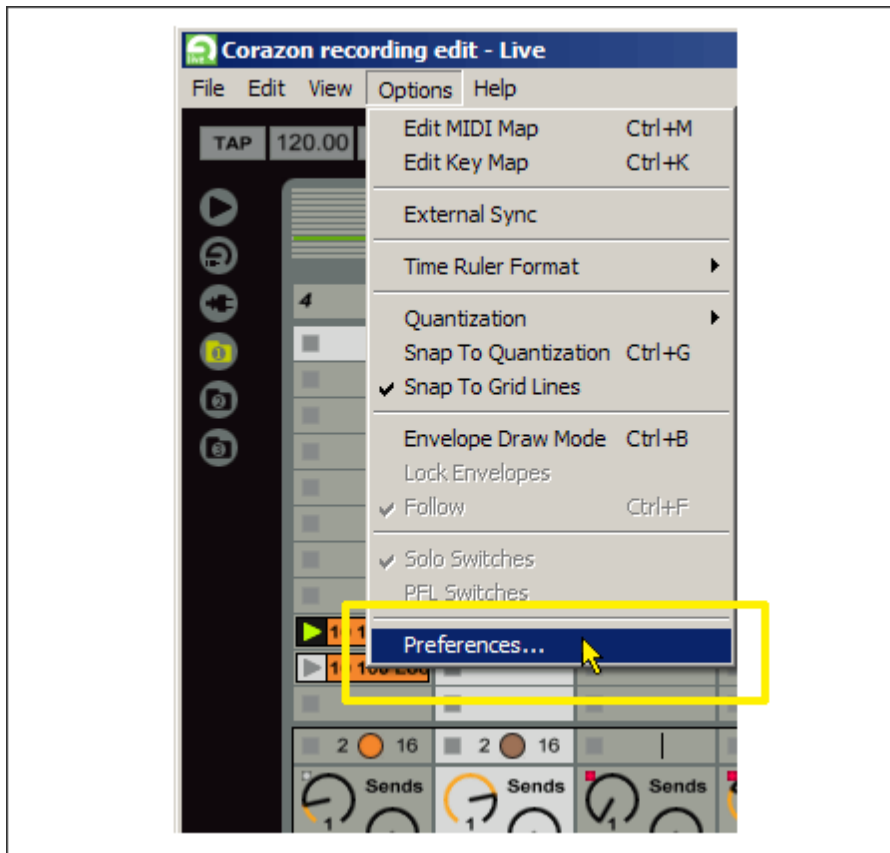 Corazon recording edit - Live
File Edit View Options Help
TAP 120.00
Edit MIDI Map Ctrl+M
Edit Key Map Ctrl+K
External Sync
Time Ruler Format
4
Quantization
Snap To Quantization Ctrl+G
Snap To Grid Lines
Envelope Draw Mode Ctrl+B
Lock Envelopes
Follow Ctrl+F
Solo Switches
PFL Switches
Preferences...
2 16 2 16
Sends Sends Sends
1 1 1